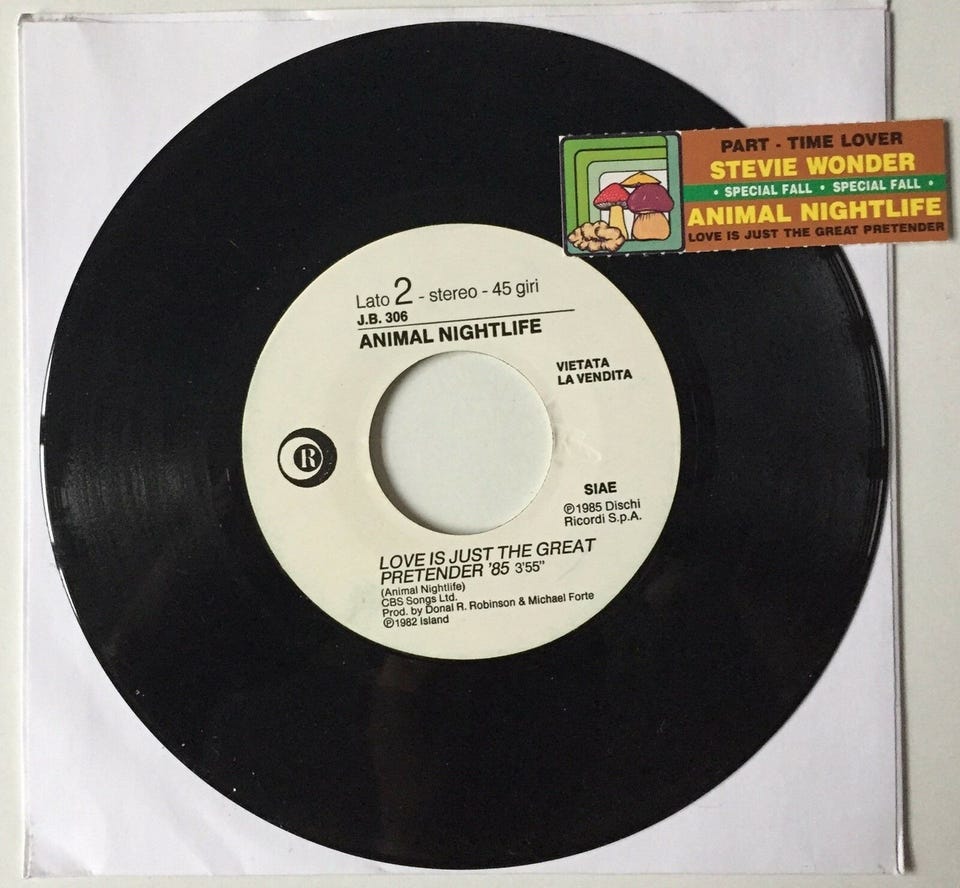 PART - TIME LOVER
STEVIE WONDER
• SPECIAL FALL • SPECIAL FALL •
ANIMAL NIGHTLIFE
LOVE IS JUST THE GREAT PRETENDER
Lato 2 - stereo - 45 giri
J.B. 306
ANIMAL NIGHTLIFE
VIETATA
LA VENDITA
R
SIAE
℗1985 Dischi
Ricordi S.p.A.
LOVE IS JUST THE GREAT
PRETENDER '85 3'55"
(Animal Nightlife)
CBS Songs Ltd.
Prod. by Donal R. Robinson & Michael Forte
℗1982 Island